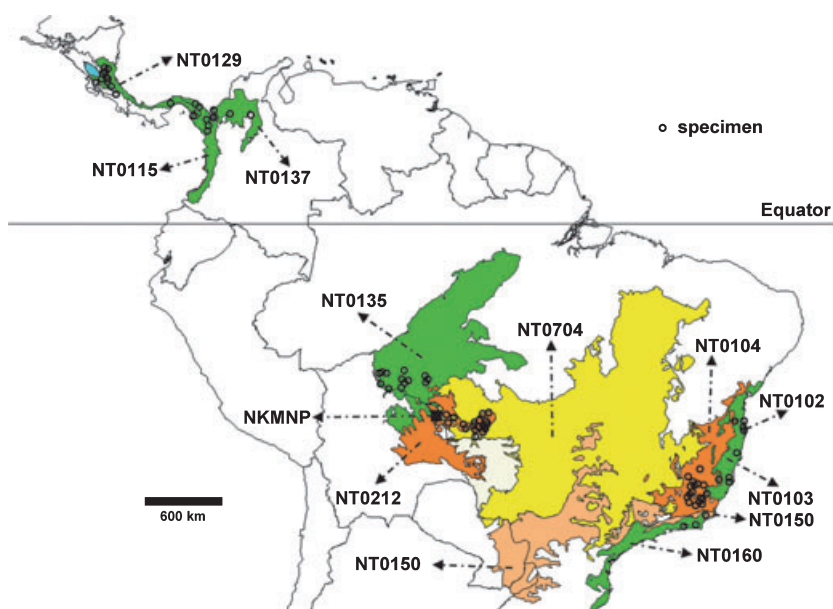 NT0129
specimen
NT0115
NT0137
Equator
NT0135
NT0704
NT0104
NT0102
NKMNP
NT0212
NT0103
600 km
NT0150
NT0150
NT0160